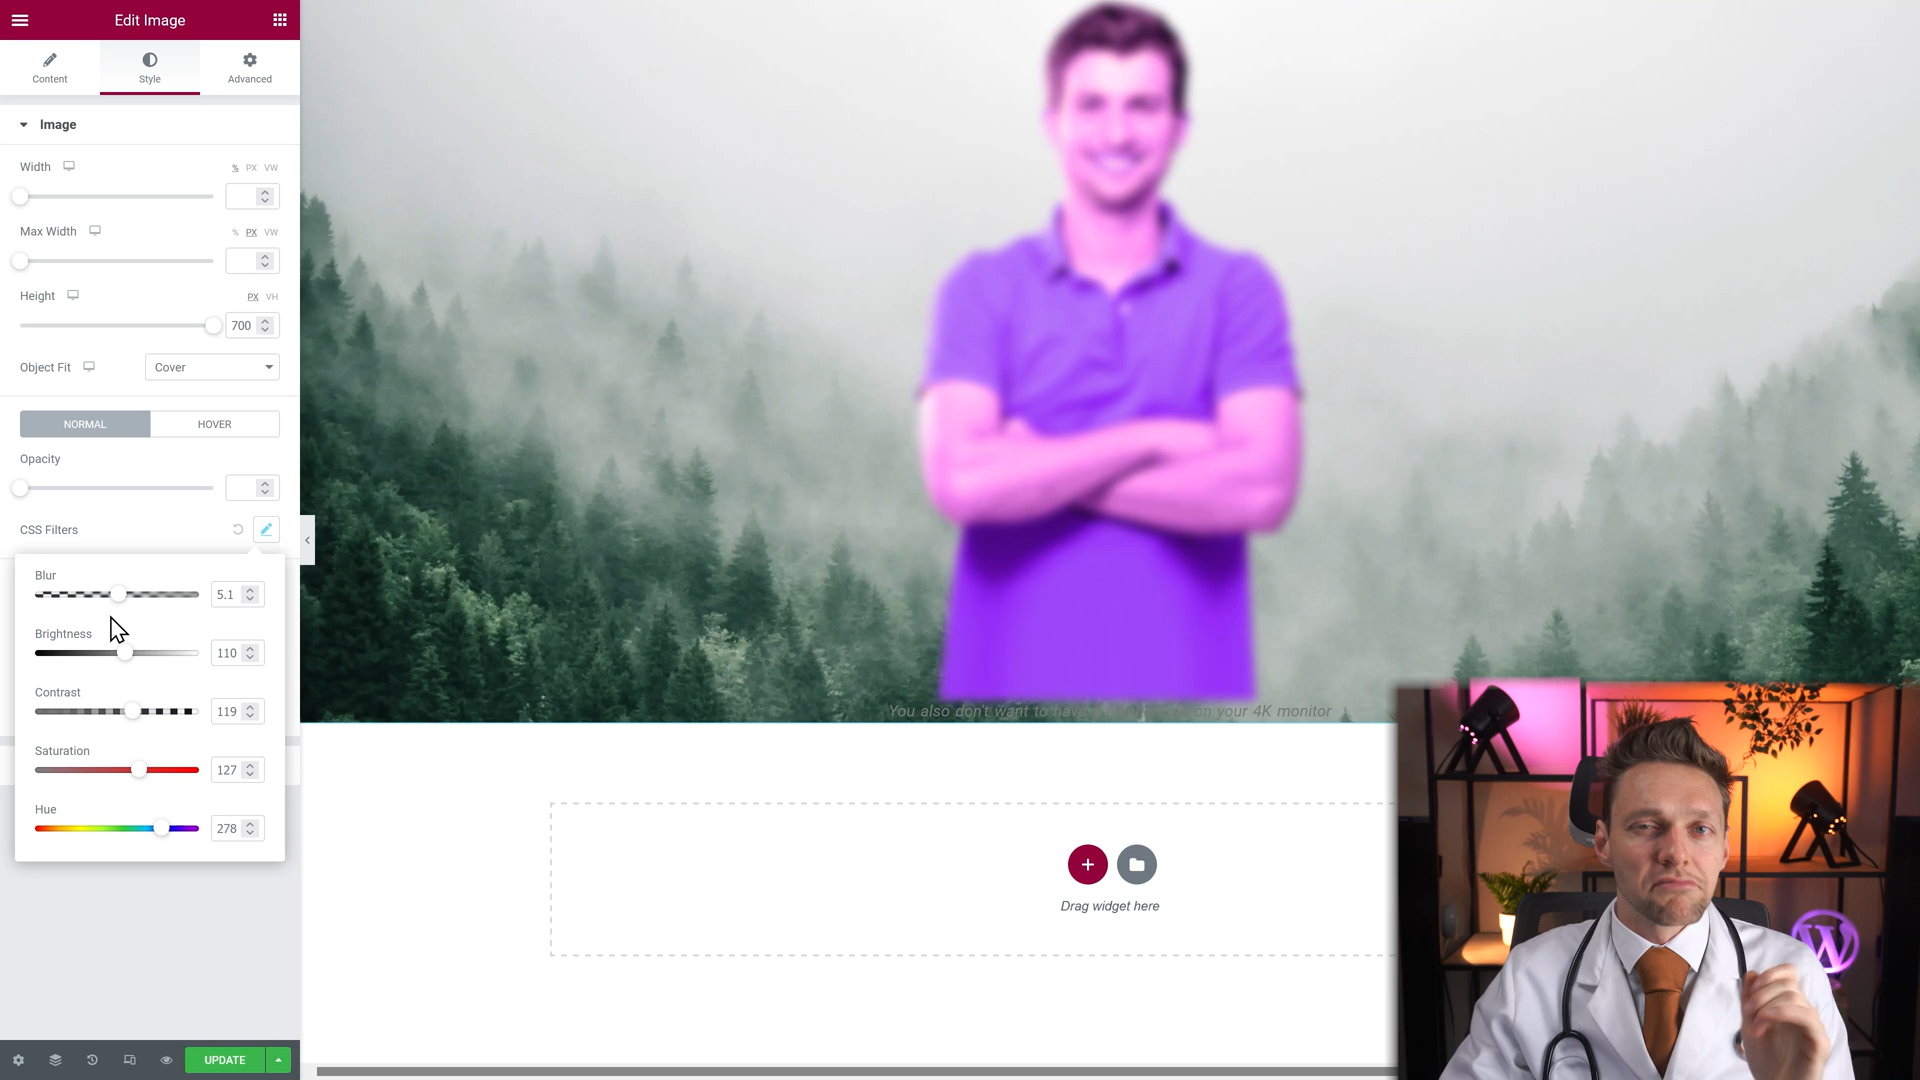 Edit Image
Content
Style
Advanced
Image
Width
% PX VW
Max Width
% PX VW
Height
PX VH
700
Object Fit
Cover
NORMAL
HOVER
Opacity
CSS Filters
Blur
5.1
Brightness
110
Contrast
119
Saturation
127
Hue
278
UPDATE
You also don't want to have on your 4K monitor
Drag widget here